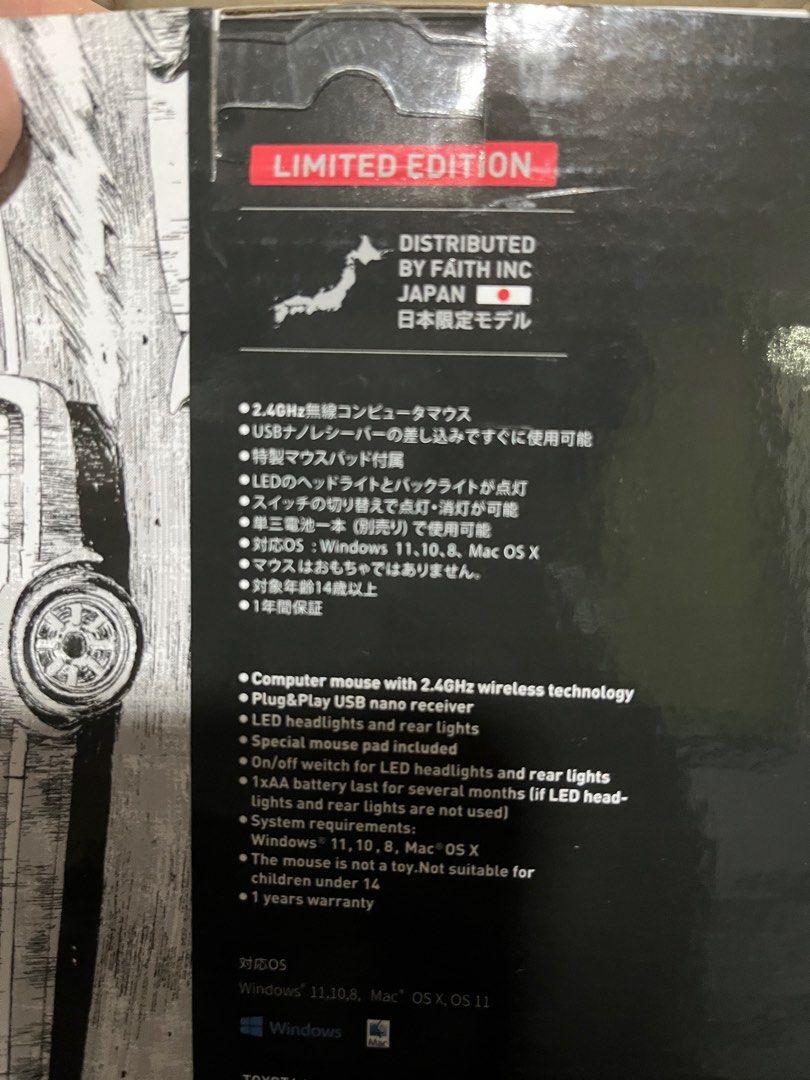 LIMITED EDITION
DISTRIBUTED
BY FAITH INC
JAPAN
日本限定モデル
●2.4GHz無線コンピュータマウス
●USBナノレシーバーの差し込みですぐに使用可能
●特製マウスパッド付属
●LEDのヘッドライトとバックライトが点灯
●スイッチの切り替えで点灯・消灯が可能
●単三電池一本（別売り）で使用可能
●対応OS：Windows 11、10、8、Mac OS X
●マウスはおもちゃではありません。
●対象年齢14歳以上
●1年間保証
●Computer mouse with 2.4GHz wireless technology
●Plug&Play USB nano receiver
●LED headlights and rear lights
●Special mouse pad included
●On/off weitch for LED headlights and rear lights
●1xAA battery last for several months (if LED head-
lights and rear lights are not used)
●System requirements:
Windows® 11, 10, 8, Mac®OS X
●The mouse is not a toy.Not suitable for
children under 14
●1 years warranty
対応OS
Windows® 11,10,8, Mac® OS X, OS 11
Windows
Mac